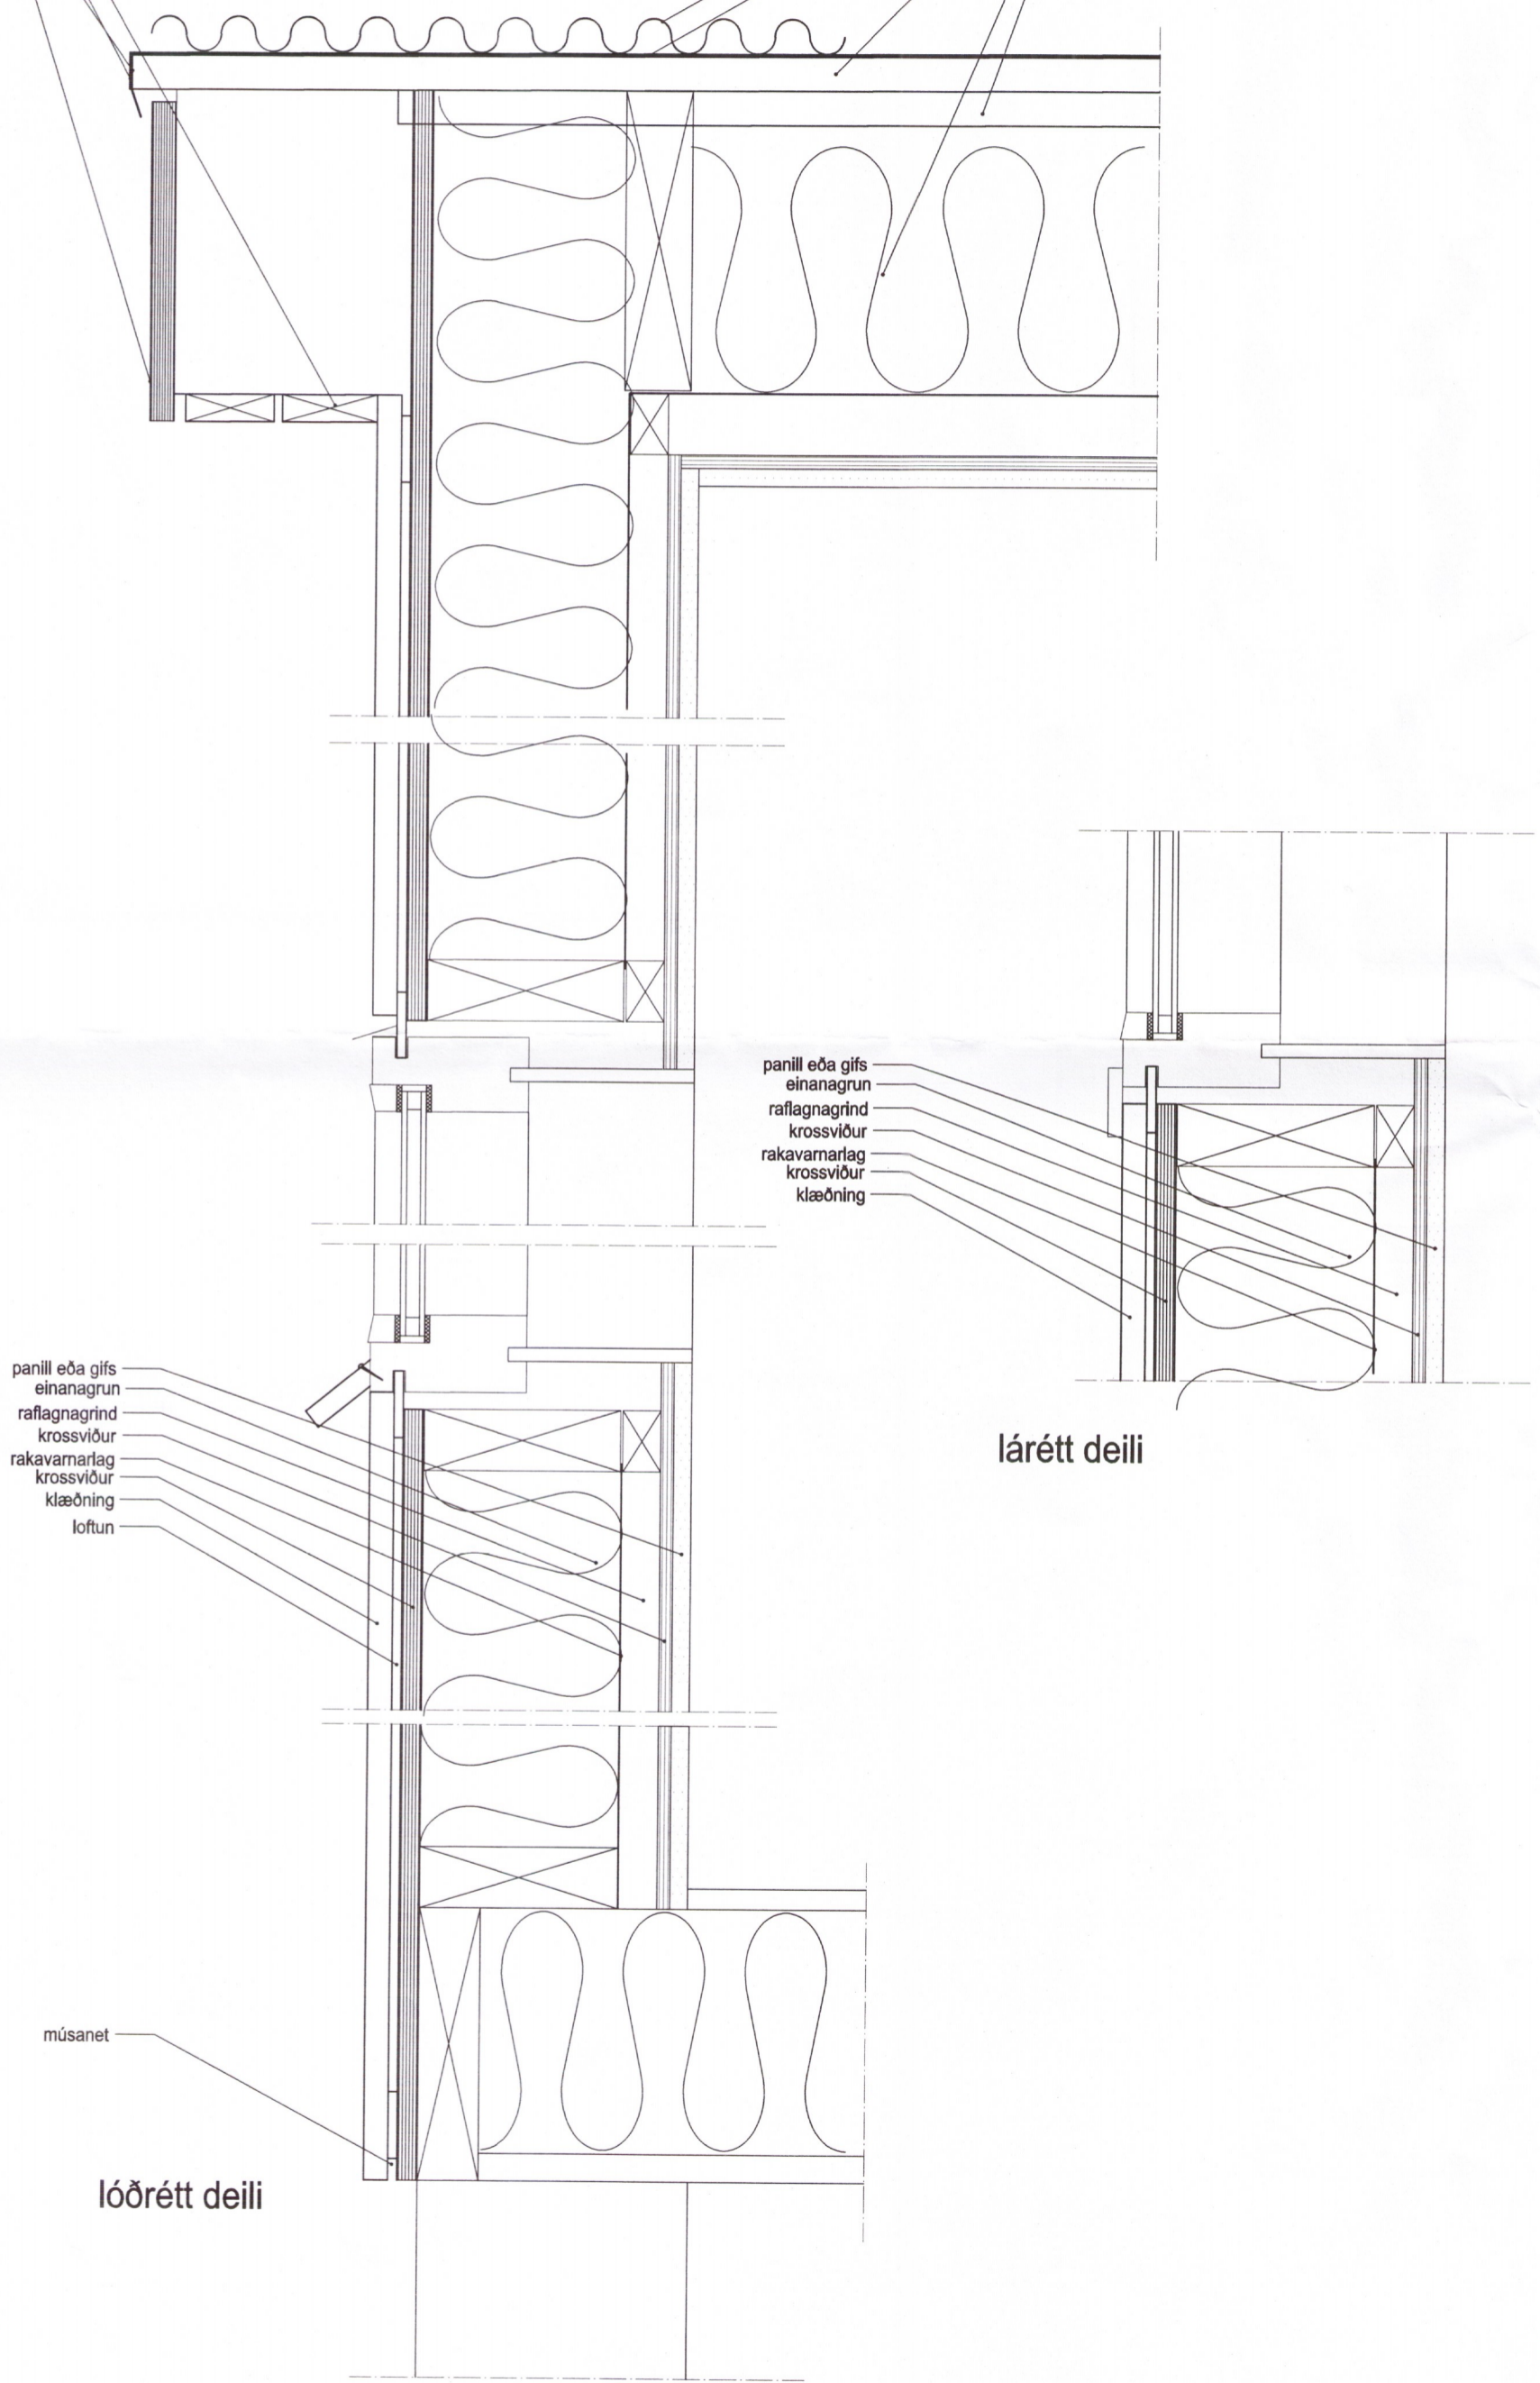 panill eða gifs
einanagrun
raflagnagrind
krossviður
rakavarnarlag
krossviður
klæðning
lárétt deili
panill eða gifs
einanagrun
raflagnagrind
krossviður
rakavarnarlag
krossviður
klæðning
loftun
músanet
lóðrétt deili